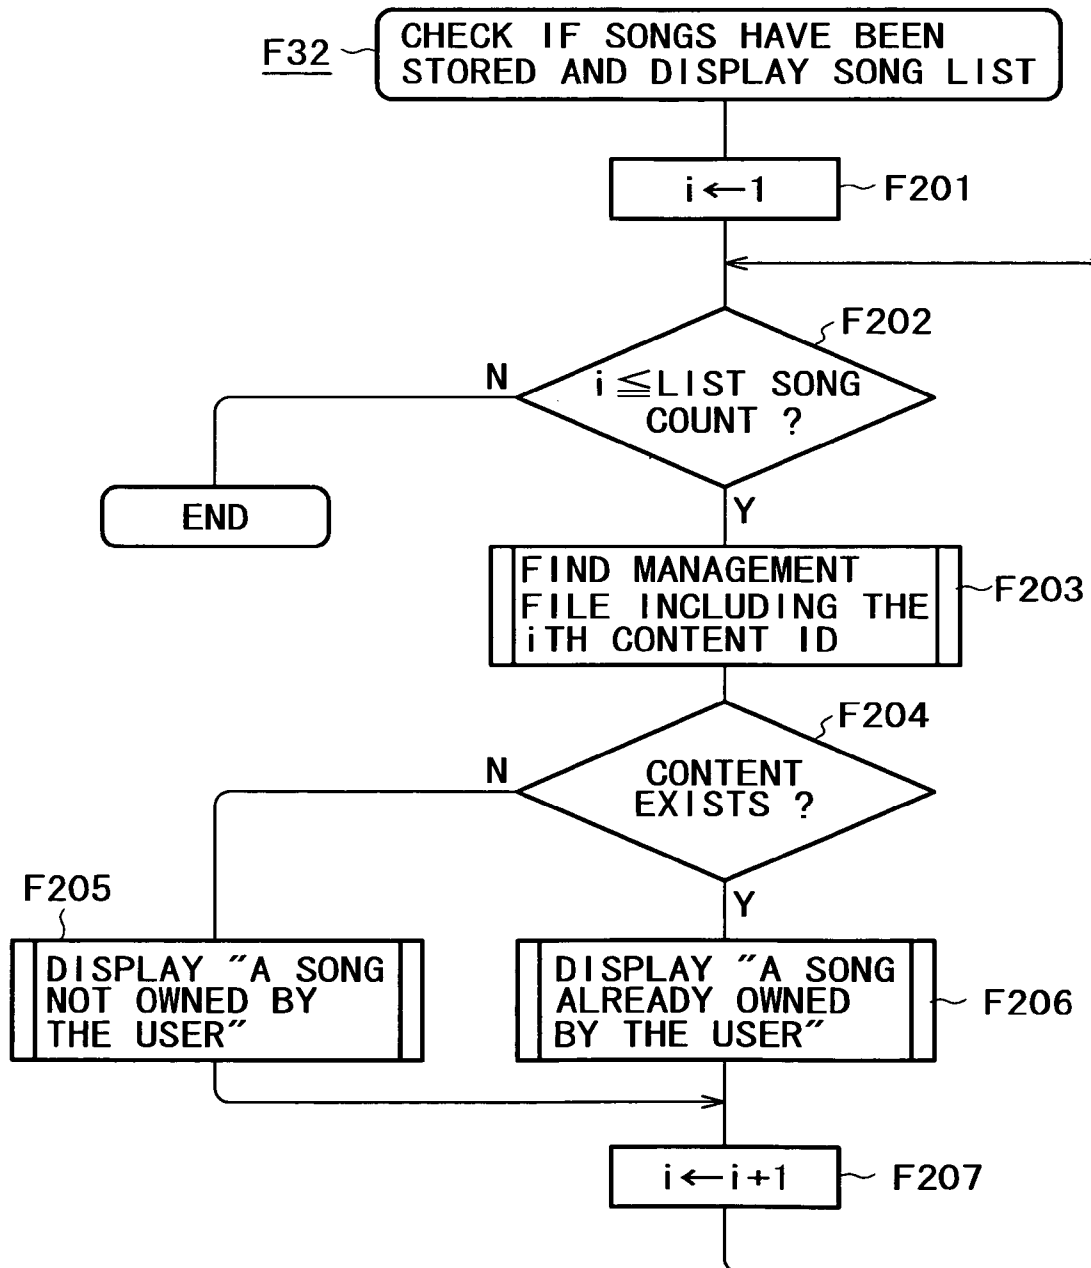 F32
CHECK IF SONGS HAVE BEEN
STORED AND DISPLAY SONG LIST
i←1
F201
F202
i≦LIST SONG
COUNT ?
N
Y
END
FIND MANAGEMENT
FILE INCLUDING THE
iTH CONTENT ID
F203
F204
CONTENT
EXISTS ?
N
Y
F205
DISPLAY "A SONG
NOT OWNED BY
THE USER"
DISPLAY "A SONG
ALREADY OWNED
BY THE USER"
F206
i←i+1
F207